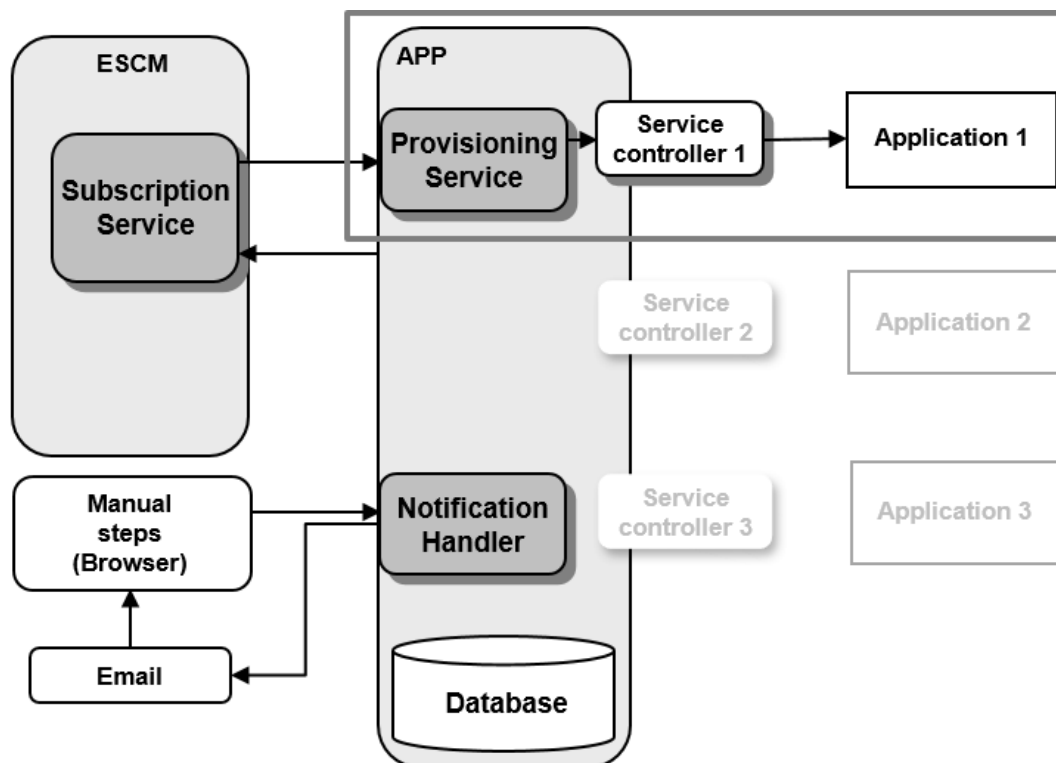 ESCM
APP
Subscription
Service
Provisioning
Service
Service
controller 1
Application 1
Service
controller 2
Application 2
Manual
steps
(Browser)
Notification
Handler
Service
controller 3
Application 3
Email
Database